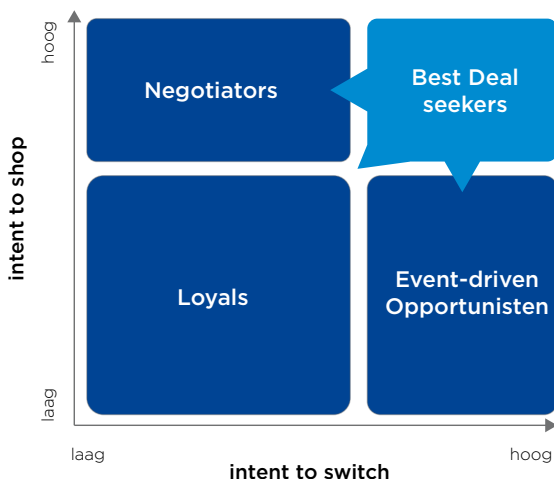 hoog
Negotiators
Best Deal
seekers
intent to shop
Loyals
Event-driven
Opportunisten
laag
laag
hoog
intent to switch